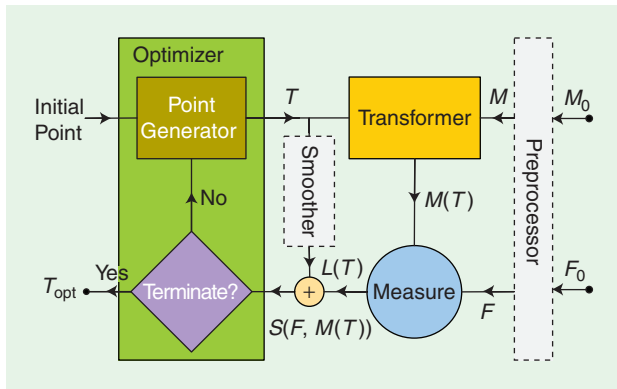 Optimizer
Initial
Point
Point
Generator
T
Transformer
M
M0
Smoother
Preprocessor
No
M(T)
Yes
Topt
Terminate?
L(T)
+
S(F, M(T))
Measure
F
F0